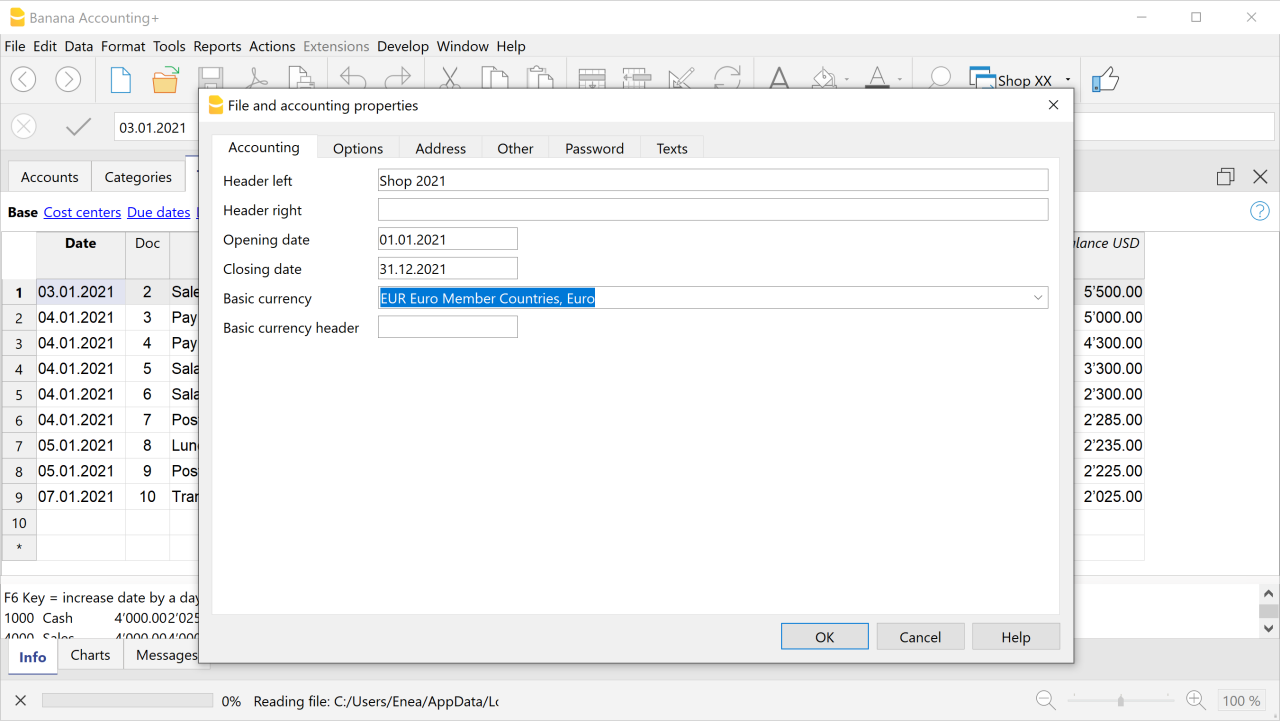 Banana Accounting+
File Edit Data Format Tools Reports Actions Extensions Develop Window Help
Shop XX
File and accounting properties
03.01.2021
Accounting Options Address Other Password Texts
Accounts Categories
Header left Shop 2021
Header right
Base Cost centers Due dates
Opening date 01.01.2021
Date Doc lance USD
Closing date 31.12.2021
Basic currency EUR Euro Member Countries, Euro
Basic currency header
1 03.01.2021 2 Sale 5'500.00
2 04.01.2021 3 Pay 5'000.00
3 04.01.2021 4 Pay 4'300.00
4 04.01.2021 5 Sala 3'300.00
5 04.01.2021 6 Sala 2'300.00
6 04.01.2021 7 Pos 2'285.00
7 05.01.2021 8 Lun 2'235.00
8 05.01.2021 9 Pos 2'225.00
9 07.01.2021 10 Tran 2'025.00
10
*
F6 Key = increase date by a day
1000 Cash 4'000.00 2'025
4000 Sales 4'000.00
OK Cancel Help
Info Charts Messages
0% Reading file: C:/Users/Enea/AppData/Lo
100 %